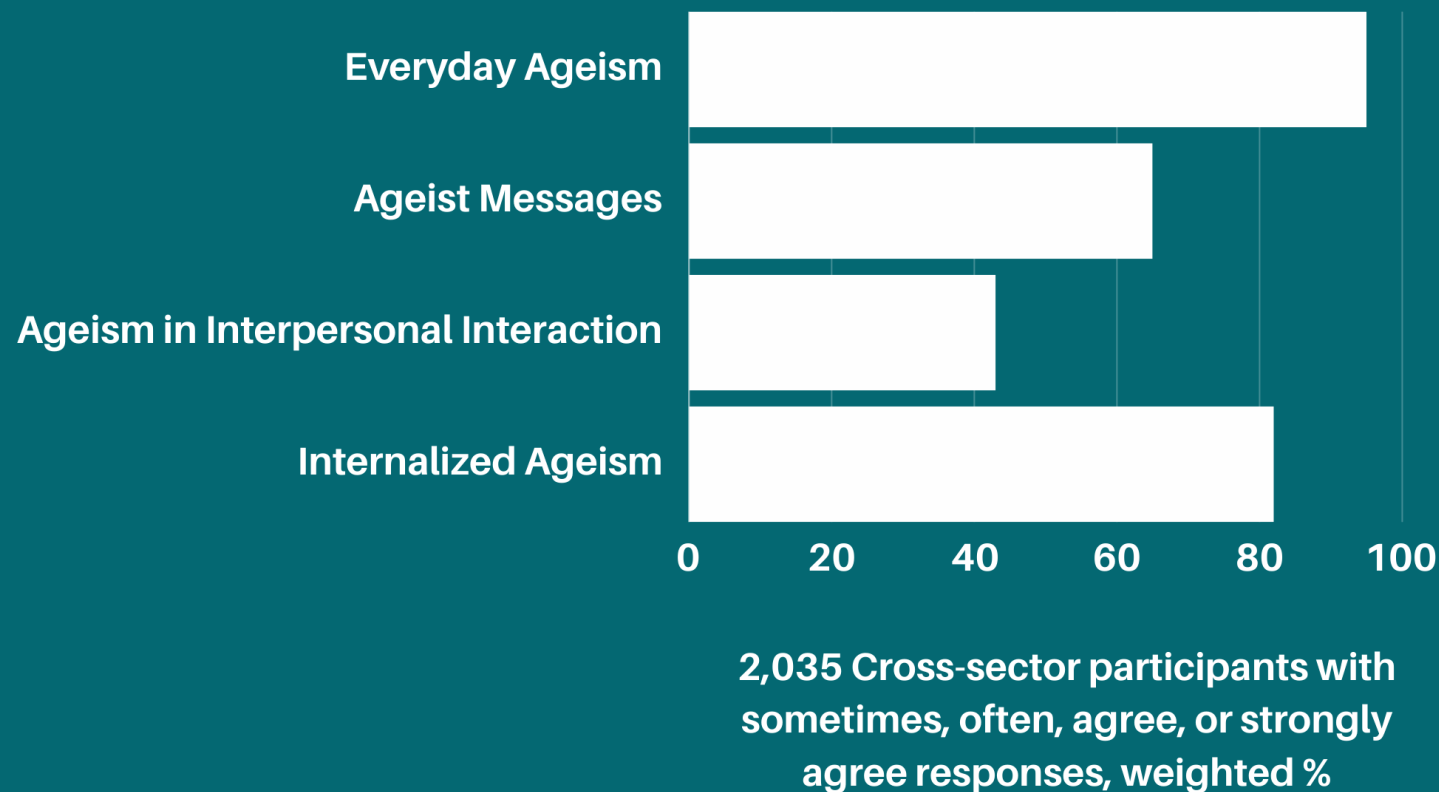 Everyday Ageism
Ageist Messages
Ageism in Interpersonal Interaction
Internalized Ageism
0 20 40 60 80 100
2,035 Cross-sector participants with
sometimes, often, agree, or strongly
agree responses, weighted %